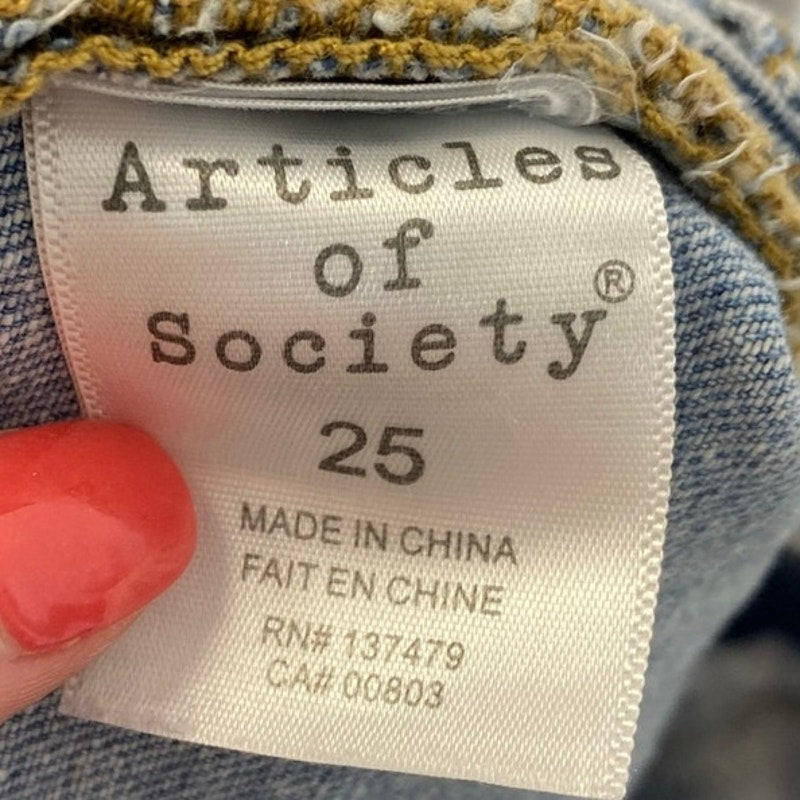 Articles
of
Society®
25
MADE IN CHINA
FAIT EN CHINE
RN# 137479
CA# 00803